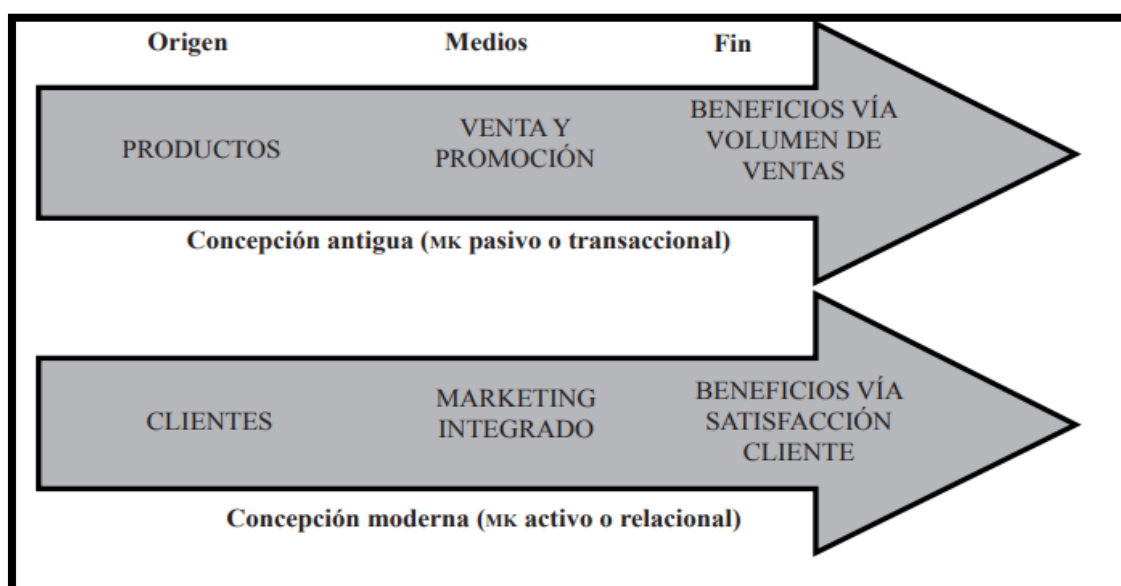 Origen Medios Fin
PRODUCTOS
VENTA Y
PROMOCIÓN
BENEFICIOS VÍA
VOLUMEN DE
VENTAS
Concepción antigua (MK pasivo o transaccional)
CLIENTES
MARKETING
INTEGRADO
BENEFICIOS VÍA
SATISFACCIÓN
CLIENTE
Concepción moderna (MK activo o relacional)